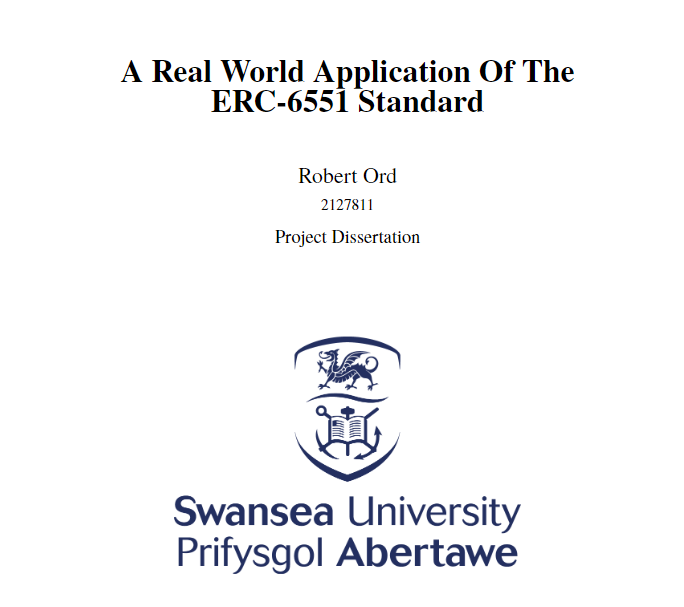 A Real World Application Of The
ERC-6551 Standard
Robert Ord
2127811
Project Dissertation
Swansea University
Prifysgol Abertawe